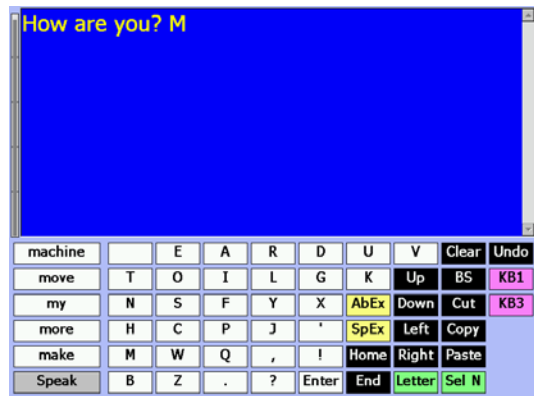 How are you? M
machine E A R D U V Clear Undo
move T O I L G K Up BS KB1
my N S F Y X AbEx Down Cut KB3
more H C P J ' SpEx Left Copy
make M W Q , ! Home Right Paste
Speak B Z . ? Enter End Letter Sel N